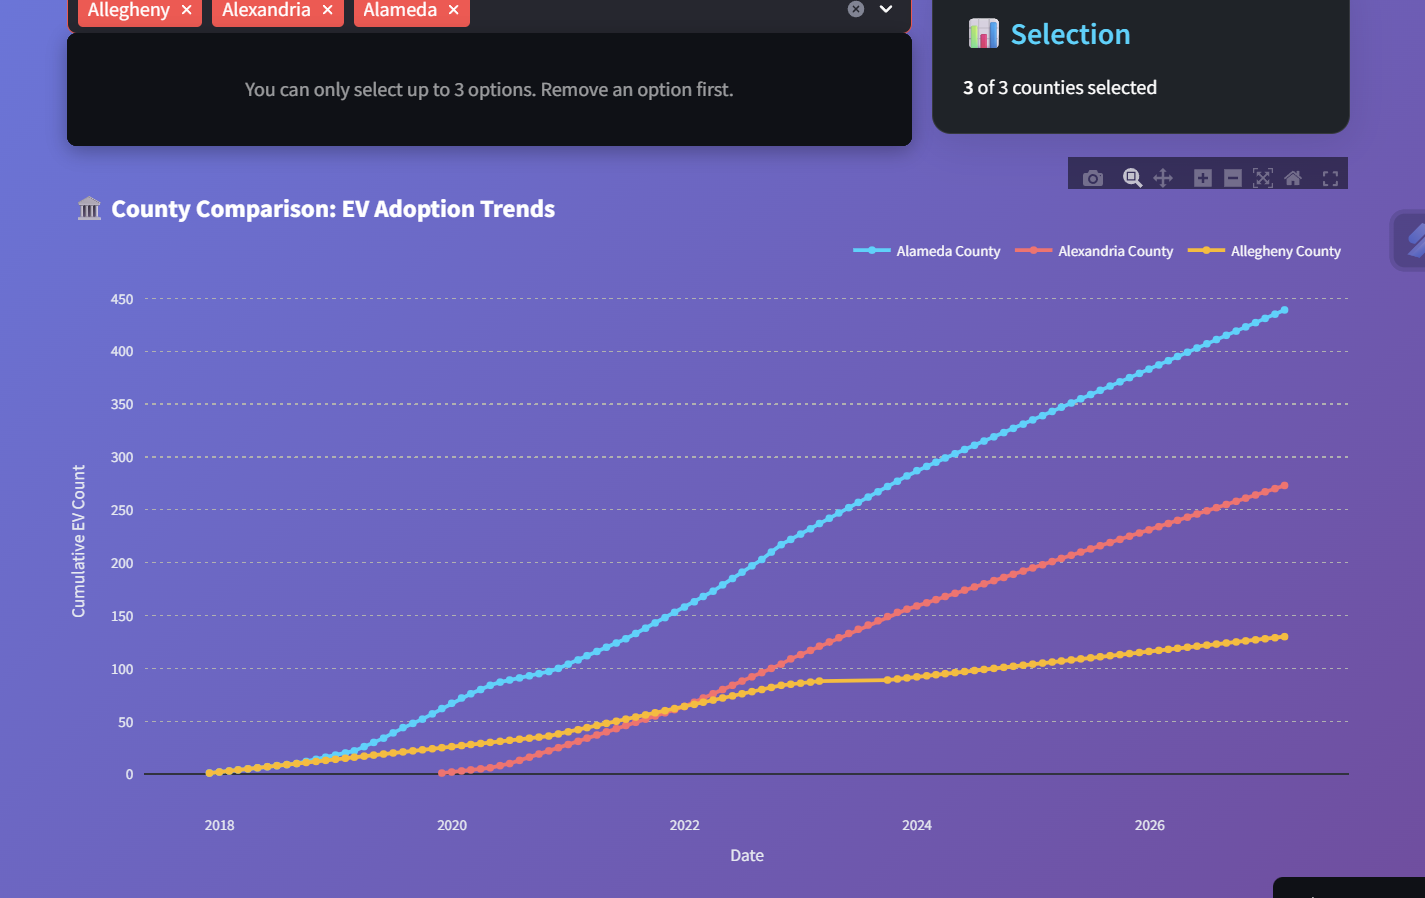 Allegheny × Alexandria × Alameda ×
You can only select up to 3 options. Remove an option first.
Selection
3 of 3 counties selected
County Comparison: EV Adoption Trends
Alameda County Alexandria County Allegheny County
450
400
350
300
250
200
150
100
50
0
Cumulative EV Count
2018 2020 2022 2024 2026
Date